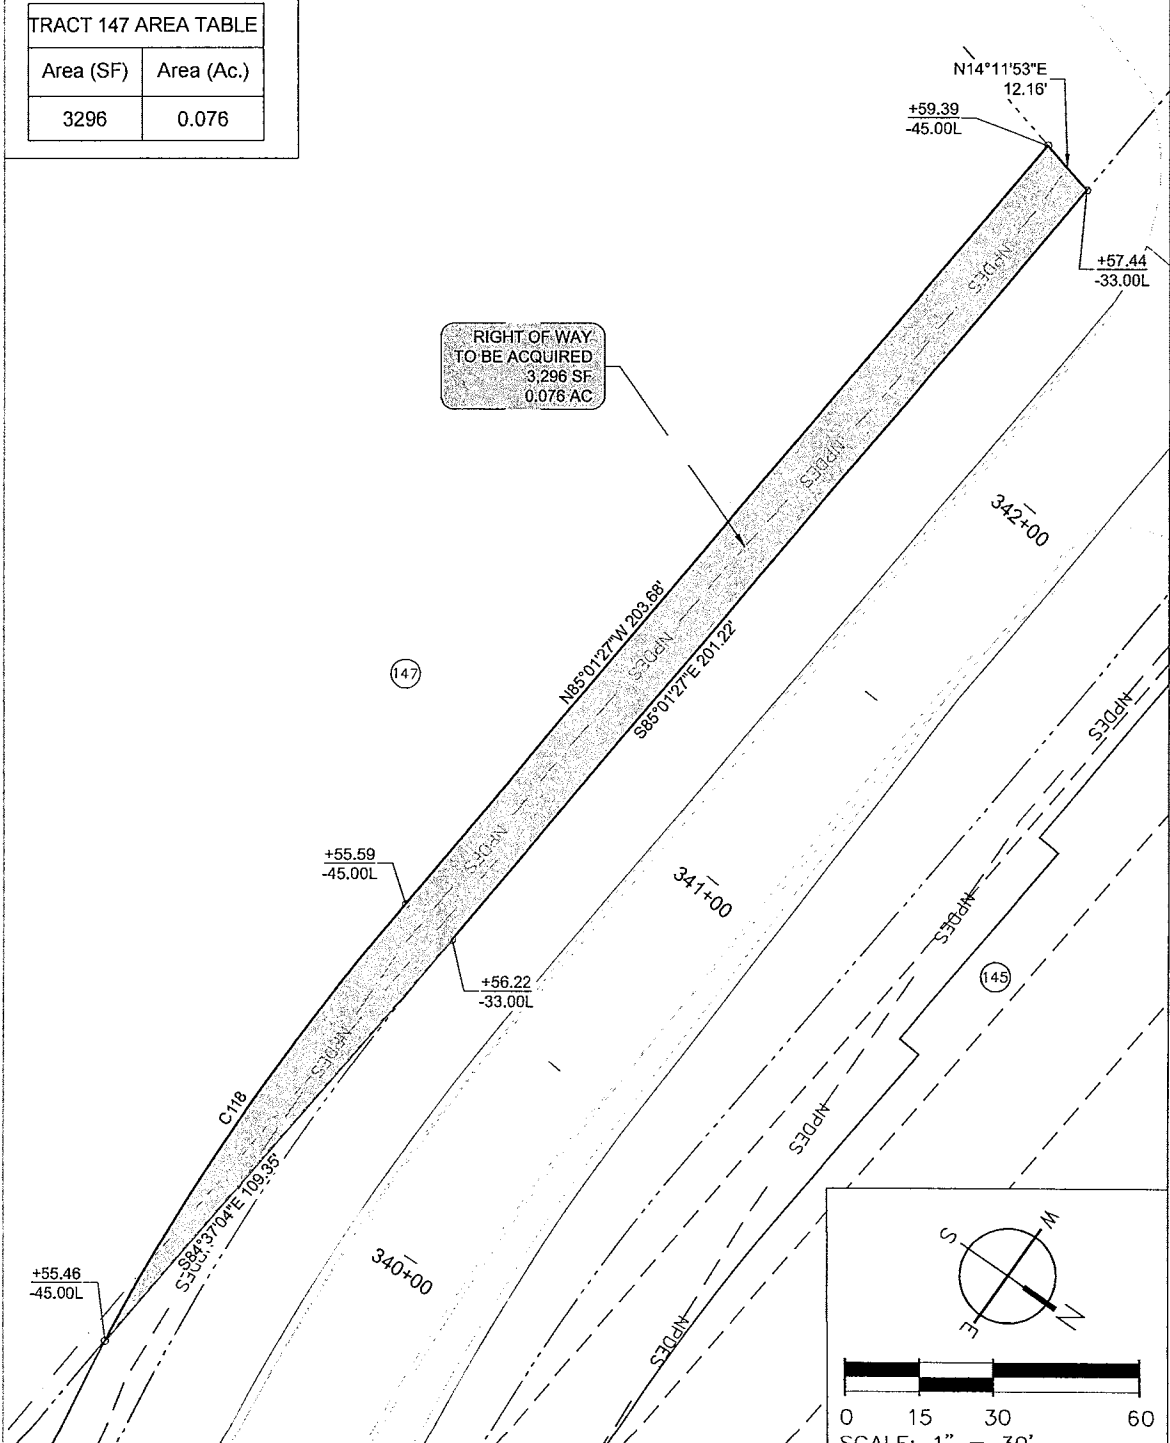 TRACT 147 AREA TABLE
Area (SF) Area (Ac.)
3296 0.076
N14°11'53"E
12.16'
+59.39
-45.00L
+57.44
-33.00L
NPDES
RIGHT OF WAY
TO BE ACQUIRED
3,296 SF
0.076 AC
NPDES
342+00
N85°01'27"W 203.68'
NPDES
S85°01'27"E 201.22'
147
NPDES
NPDES
+55.59
-45.00L
341+00
NPDES
+56.22
-33.00L
145
NPDES
C118
NPDES
S84°37'04"E 109.35'
340+00
+55.46
-45.00L
NPDES
S W
E N
0 15 30 60
SCALE: 1" = 30'